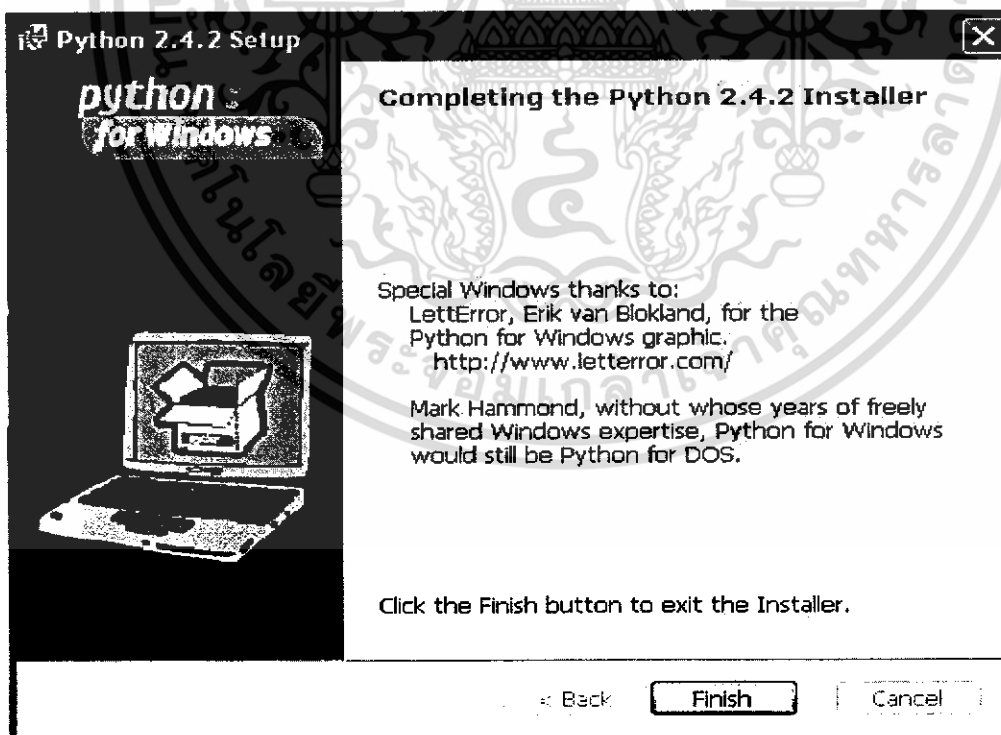 Python 2.4.2 Setup
python
for Windows
Completing the Python 2.4.2 Installer
Special Windows thanks to:
LettError, Erik van Blokland, for the
Python for Windows graphic.
http://www.letterror.com/
Mark Hammond, without whose years of freely
shared Windows expertise, Python for Windows
would still be Python for DOS.
Click the Finish button to exit the Installer.
< Back
Finish
Cancel